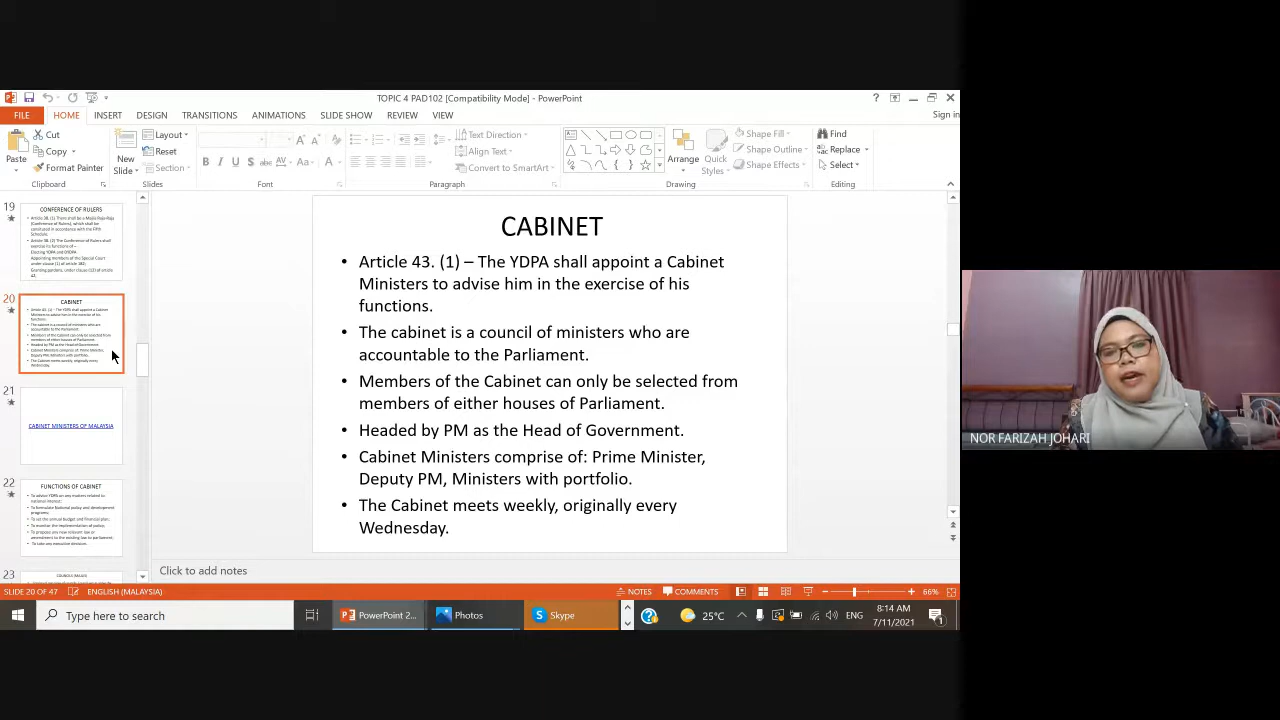 TOPIC 4 PAD102 [Compatibility Mode] - PowerPoint
Sign in
FILE HOME INSERT DESIGN TRANSITIONS ANIMATIONS SLIDE SHOW REVIEW VIEW
Paste
Cut
Copy
Format Painter
Clipboard
New
Slide
Layout
Reset
Section
Slides
B I U S abc AV Aa A
Font
Text Direction
Align Text
Convert to SmartArt
Paragraph
Arrange
Quick
Styles
Shape Fill
Shape Outline
Shape Effects
Drawing
Find
Replace
Select
Editing
19
CONFERENCE OF RULERS
20
CABINET
21
CABINET MINISTERS OF MALAYSIA
22
FUNCTIONS OF CABINET
23
CABINET
• Article 43. (1) – The YDPA shall appoint a Cabinet
Ministers to advise him in the exercise of his
functions.
• The cabinet is a council of ministers who are
accountable to the Parliament.
• Members of the Cabinet can only be selected from
members of either houses of Parliament.
• Headed by PM as the Head of Government.
• Cabinet Ministers comprise of: Prime Minister,
Deputy PM, Ministers with portfolio.
• The Cabinet meets weekly, originally every
Wednesday.
Click to add notes
SLIDE 20 OF 47 ENGLISH (MALAYSIA) NOTES COMMENTS 66%
Type here to search
PowerPoint 2...
Photos
Skype
25°C
ENG
8:14 AM
7/11/2021
NOR FARIZAH JOHARI